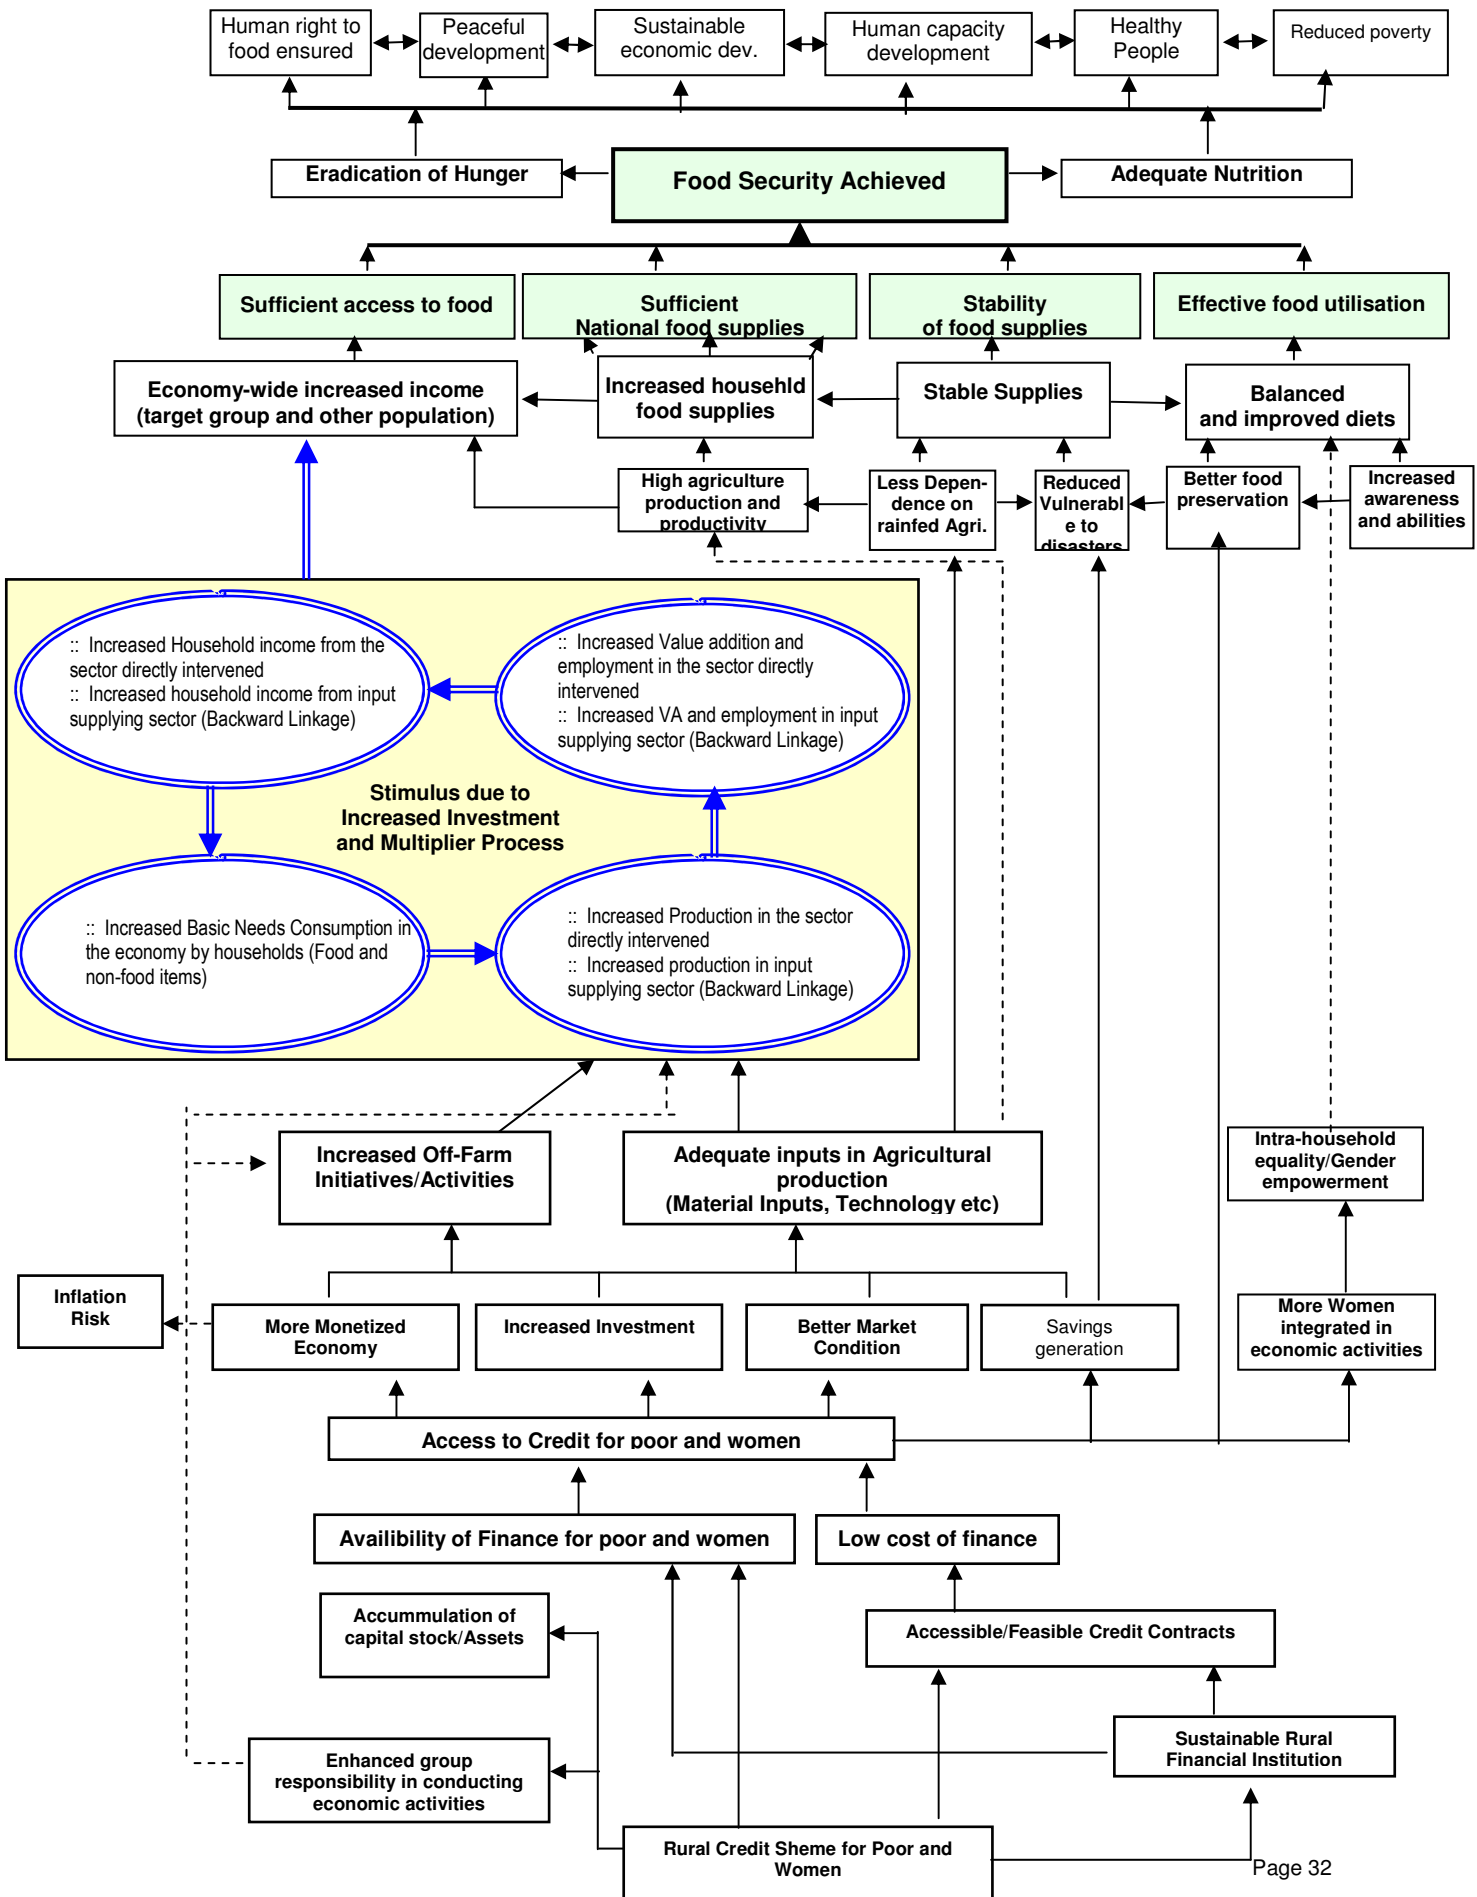 Human right to
food ensured
Peaceful
development
Sustainable
economic dev.
Human capacity
development
Healthy
People
Reduced poverty
Eradication of Hunger
Food Security Achieved
Adequate Nutrition
Sufficient access to food
Sufficient
National food supplies
Stability
of food supplies
Effective food utilisation
Economy-wide increased income
(target group and other population)
Increased househld
food supplies
Stable Supplies
Balanced
and improved diets
High agriculture
production and
productivity
Less Depen-
dence on
rainfed Agri.
Reduced
Vulnerabl
e to
disasters
Better food
preservation
Increased
awareness
and abilities
:: Increased Household income from the
sector directly intervened
:: Increased household income from input
supplying sector (Backward Linkage)
:: Increased Value addition and
employment in the sector directly
intervened
:: Increased VA and employment in input
supplying sector (Backward Linkage)
Stimulus due to
Increased Investment
and Multiplier Process
:: Increased Basic Needs Consumption in
the economy by households (Food and
non-food items)
:: Increased Production in the sector
directly intervened
:: Increased production in input
supplying sector (Backward Linkage)
Increased Off-Farm
Initiatives/Activities
Adequate inputs in Agricultural
production
(Material Inputs, Technology etc)
Intra-household
equality/Gender
empowerment
Inflation
Risk
More Monetized
Economy
Increased Investment
Better Market
Condition
Savings
generation
More Women
integrated in
economic activities
Access to Credit for poor and women
Availibility of Finance for poor and women
Low cost of finance
Accummulation of
capital stock/Assets
Accessible/Feasible Credit Contracts
Sustainable Rural
Financial Institution
Enhanced group
responsibility in conducting
economic activities
Rural Credit Sheme for Poor and
Women
Page 32